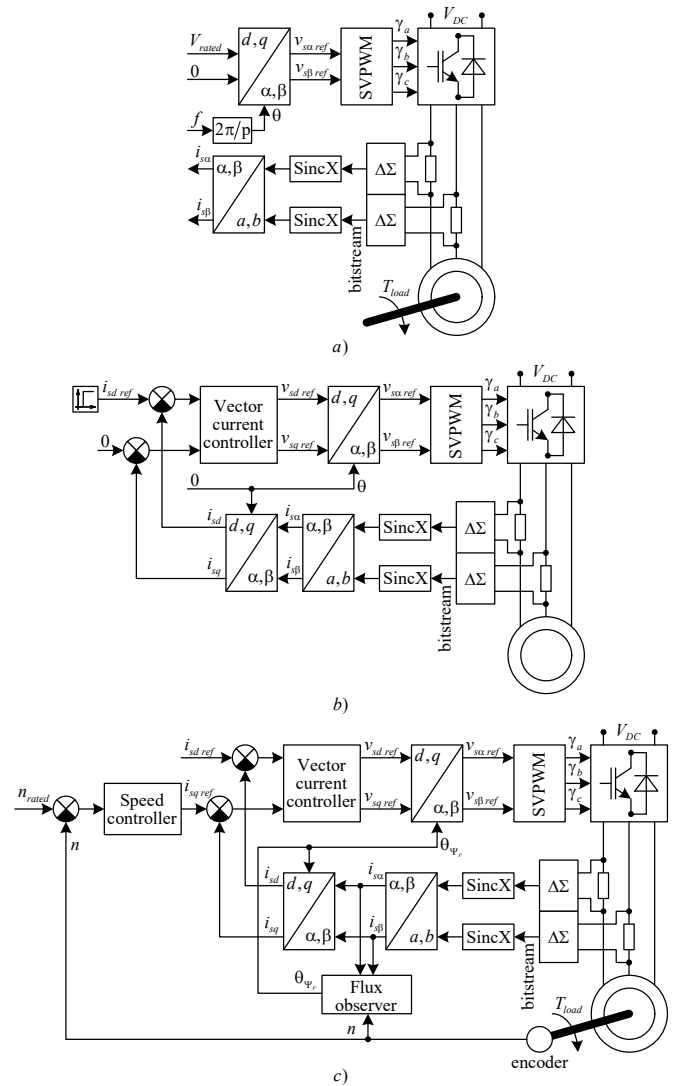 V_DC
V_rated
d,q
v_sα ref
γ_a
0
v_sβ ref
SVPWM
γ_b
α,β
γ_c
θ
f
2π/p
i_sα
α,β
SincX
ΔΣ
i_sβ
a,b
SincX
ΔΣ
bitstream
T_load
a)
V_DC
i_sd ref
v_sd ref
d,q
v_sα ref
γ_a
Vector
current
controller
SVPWM
γ_b
0
v_sq ref
α,β
v_sβ ref
γ_c
0
θ
i_sd
d,q
i_sα
α,β
SincX
ΔΣ
i_sq
α,β
i_sβ
a,b
SincX
ΔΣ
bitstream
b)
V_DC
i_sd ref
v_sd ref
d,q
v_sα ref
γ_a
n_rated
Speed
controller
i_sq ref
Vector
current
controller
v_sq ref
α,β
v_sβ ref
SVPWM
γ_b
γ_c
n
θ_Ψr
i_sd
d,q
i_sα
α,β
SincX
ΔΣ
i_sq
α,β
i_sβ
a,b
SincX
ΔΣ
bitstream
θ_Ψr
Flux
observer
T_load
n
encoder
c)